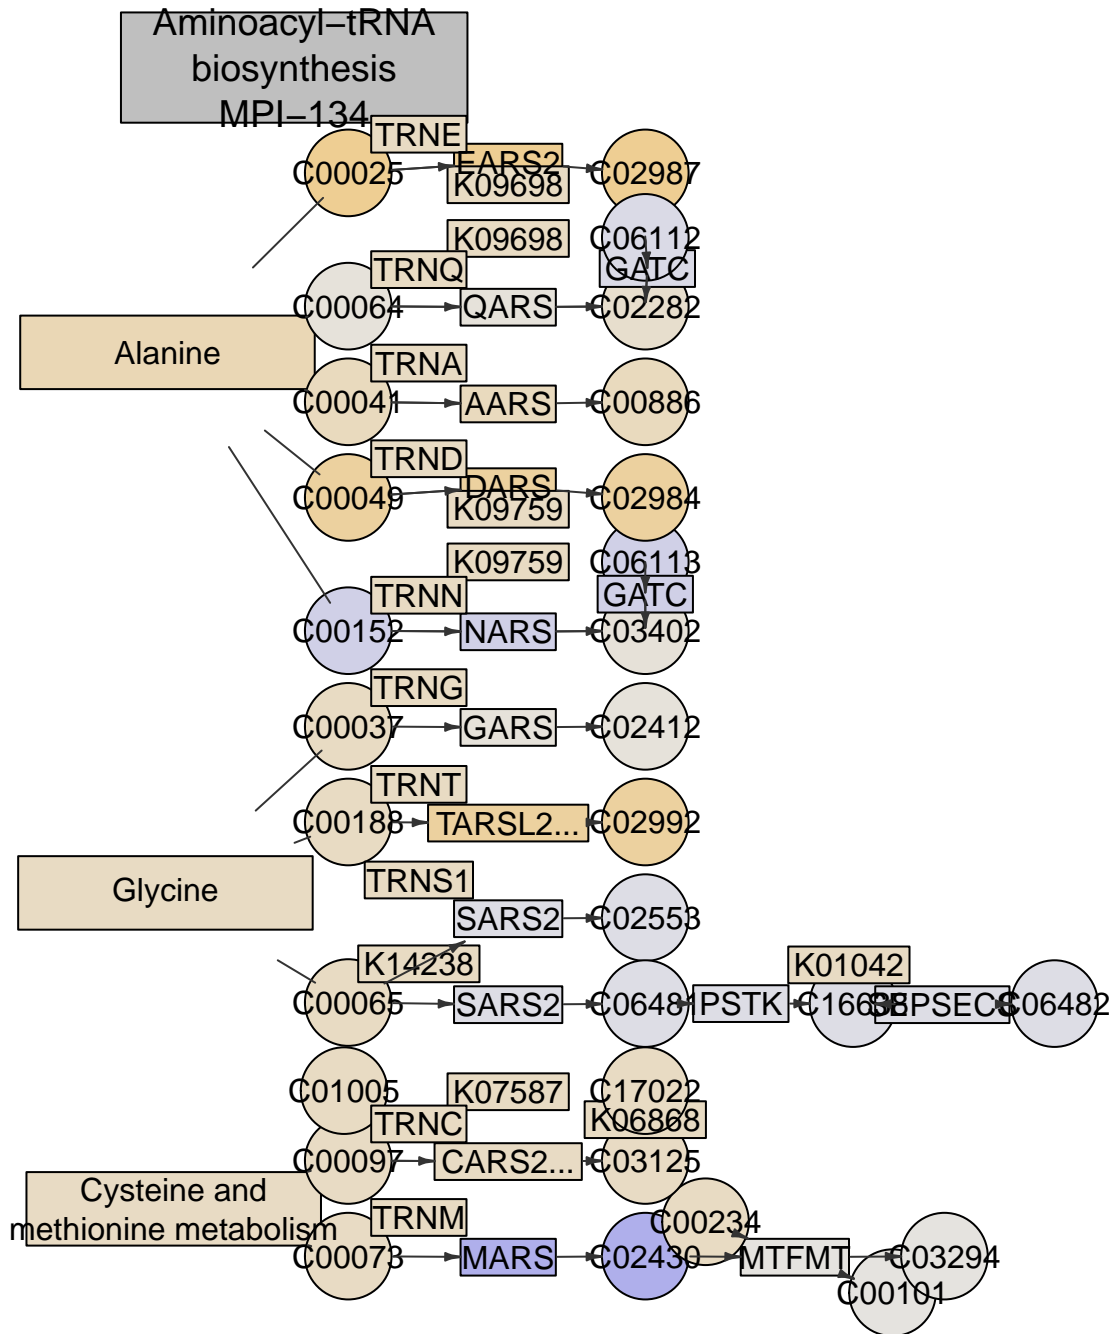 Aminoacyl−tRNA
biosynthesis
MPI−134
TRNE
C00025
EARS2
C02987
K09698
K09698
C06112
TRNQ
GATC
C00064
QARS
C02282
Alanine
TRNA
C00041
AARS
C00886
TRND
C00049
DARS
C02984
K09759
K09759
C06113
TRNN
GATC
C00152
NARS
C03402
TRNG
C00037
GARS
C02412
TRNT
C00188
TARSL2...
C02992
TRNS1
Glycine
SARS2
C02553
K14238
K01042
C00065
SARS2
C06481
PSTK
SEPSECS
C06482
C01005
K07587
C17022
TRNC
K06868
C00097
CARS2...
C03125
Cysteine and
methionine metabolism
TRNM
C00234
C00073
MARS
C02430
MTFMT
C03294
C00101